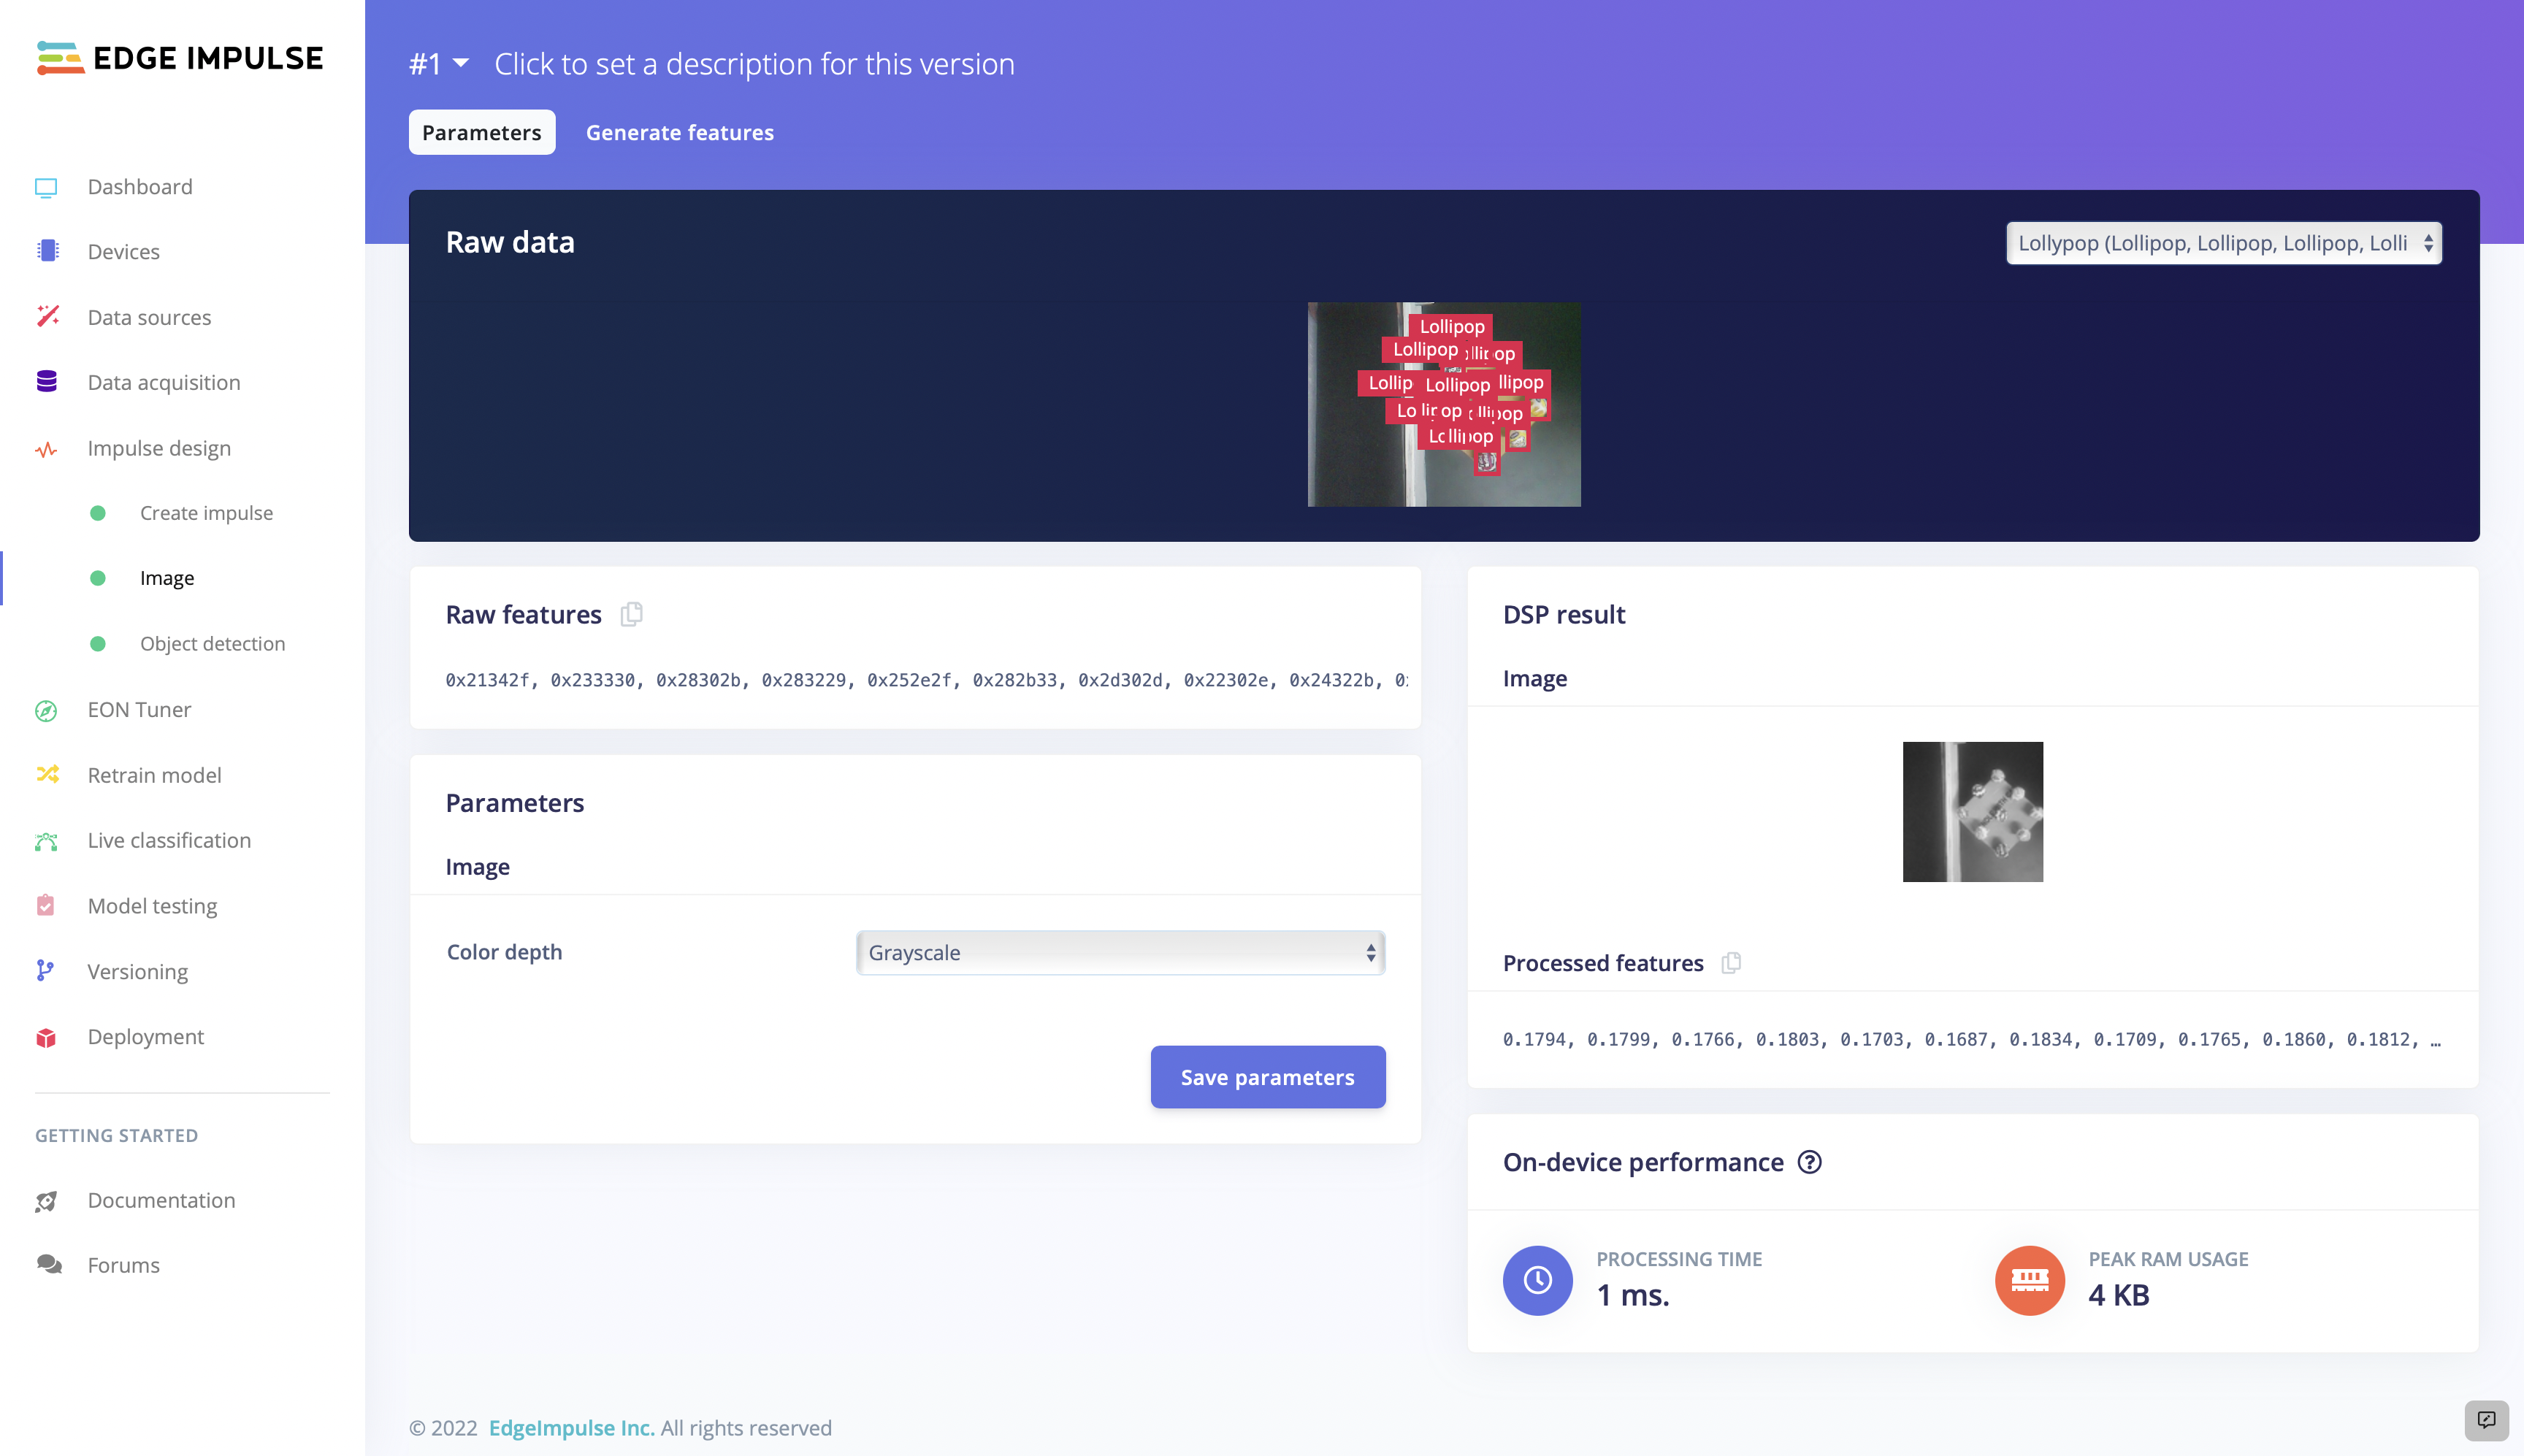 EDGE IMPULSE
Dashboard
Devices
Data sources
Data acquisition
Impulse design
Create impulse
Image
Object detection
EON Tuner
Retrain model
Live classification
Model testing
Versioning
Deployment
GETTING STARTED
Documentation
Forums
#1 Click to set a description for this version
Parameters Generate features
Raw data
Lollypop (Lollipop, Lollipop, Lollipop, Lolli
Lollipop
Lollipop
Lollipop
Raw features
0x21342f, 0x233330, 0x28302b, 0x283229, 0x252e2f, 0x282b33, 0x2d302d, 0x22302e, 0x24322b,
Parameters
Image
Color depth Grayscale
Save parameters
DSP result
Image
Processed features
0.1794, 0.1799, 0.1766, 0.1803, 0.1703, 0.1687, 0.1834, 0.1709, 0.1765, 0.1860, 0.1812, …
On-device performance
PROCESSING TIME
1 ms.
PEAK RAM USAGE
4 KB
© 2022 EdgeImpulse Inc. All rights reserved